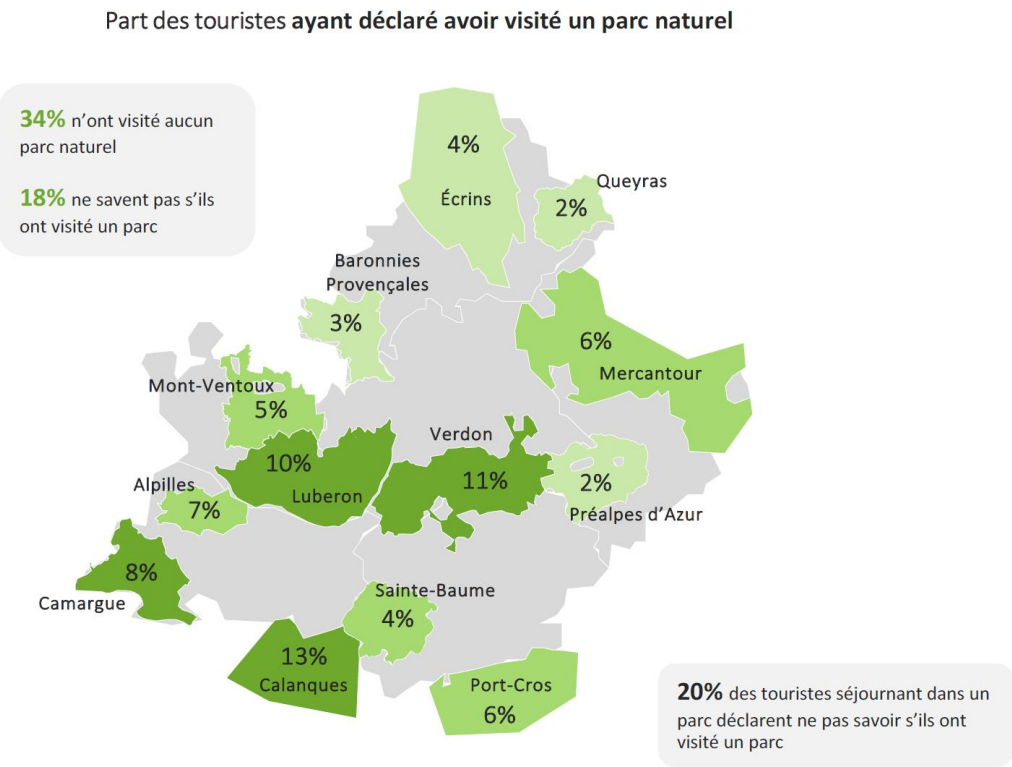 Part des touristes ayant déclaré avoir visité un parc naturel
34% n'ont visité aucun
parc naturel
18% ne savent pas s'ils
ont visité un parc
4%
Écrins
Queyras
2%
Baronnies
Provençales
3%
6%
Mercantour
Mont-Ventoux
5%
Verdon
10%
Luberon
11%
Alpilles
7%
2%
Préalpes d'Azur
8%
Camargue
Sainte-Baume
4%
13%
Calanques
Port-Cros
6%
20% des touristes séjournant dans un
parc déclarent ne pas savoir s'ils ont
visité un parc